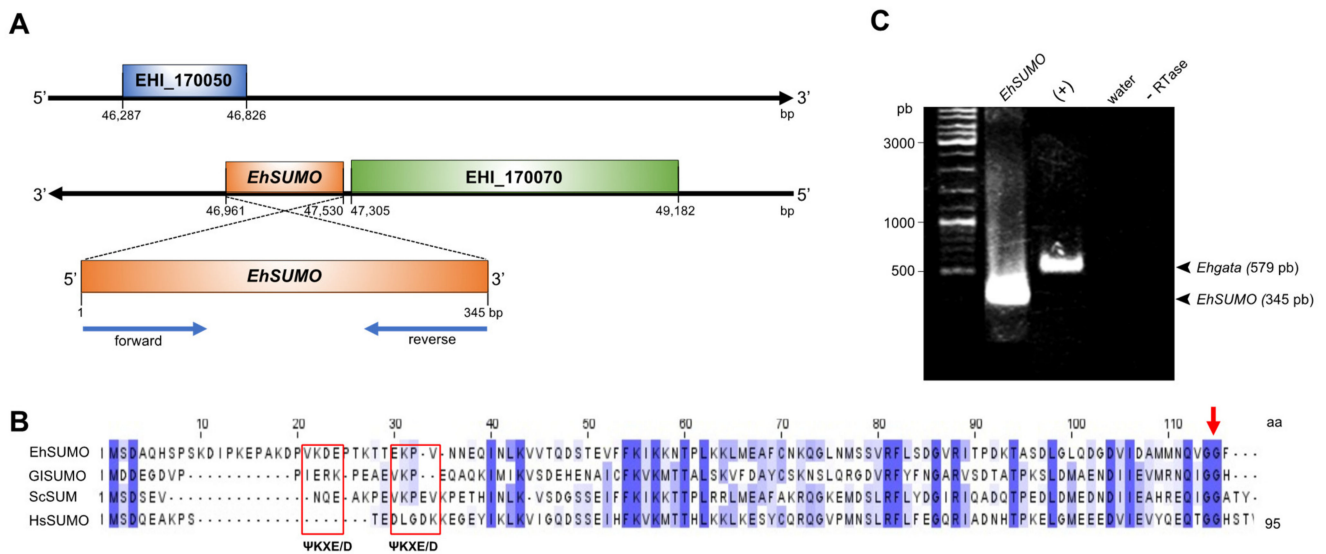 A
EHI_170050
5’
3’
46,287
46,826
bp
EhSUMO
EHI_170070
3’
5’
46,961
47,530
47,305
49,182
bp
5’
EhSUMO
3’
1
345 bp
forward
reverse
C
EhSUMO
(+)
water
- RTase
pb
3000
1000
500
Ehgata (579 pb)
EhSUMO (345 pb)
B
10 20 30 40 50 60 70 80 90 100 110
aa
EhSUMO 1 MSDAQHSPSKDIPKEPAKDPVKDEPTKTTEKP-VNNEQINLKVVTQDSTEVFFKIKKNTPLKKLMEAFCNKQGLNMSSVRFLSDGVRITPDKTASDLGLQDGDVIDAMMNQVGGF---
GlSUMO
ScSUM
HsSUMO
95
ΨKXE/D
ΨKXE/D